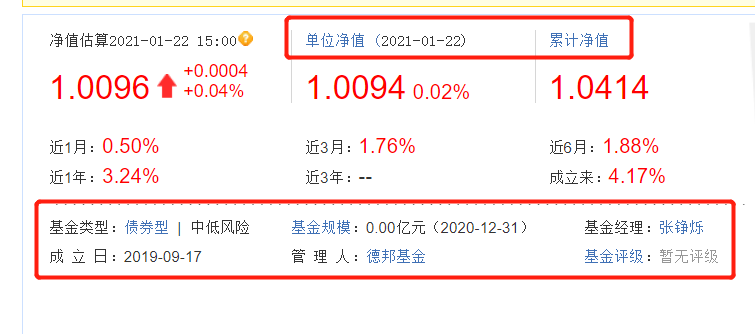 净值估算2021-01-22 15:00 单位净值 (2021-01-22) 累计净值
1.0096 +0.0004 +0.04% 1.0094 0.02% 1.0414
近1月：0.50% 近3月：1.76% 近6月：1.88%
近1年：3.24% 近3年：-- 成立来：4.17%
基金类型：债券型 | 中低风险 基金规模：0.00亿元（2020-12-31） 基金经理：张铮烁
成 立 日：2019-09-17 管 理 人：德邦基金 基金评级：暂无评级